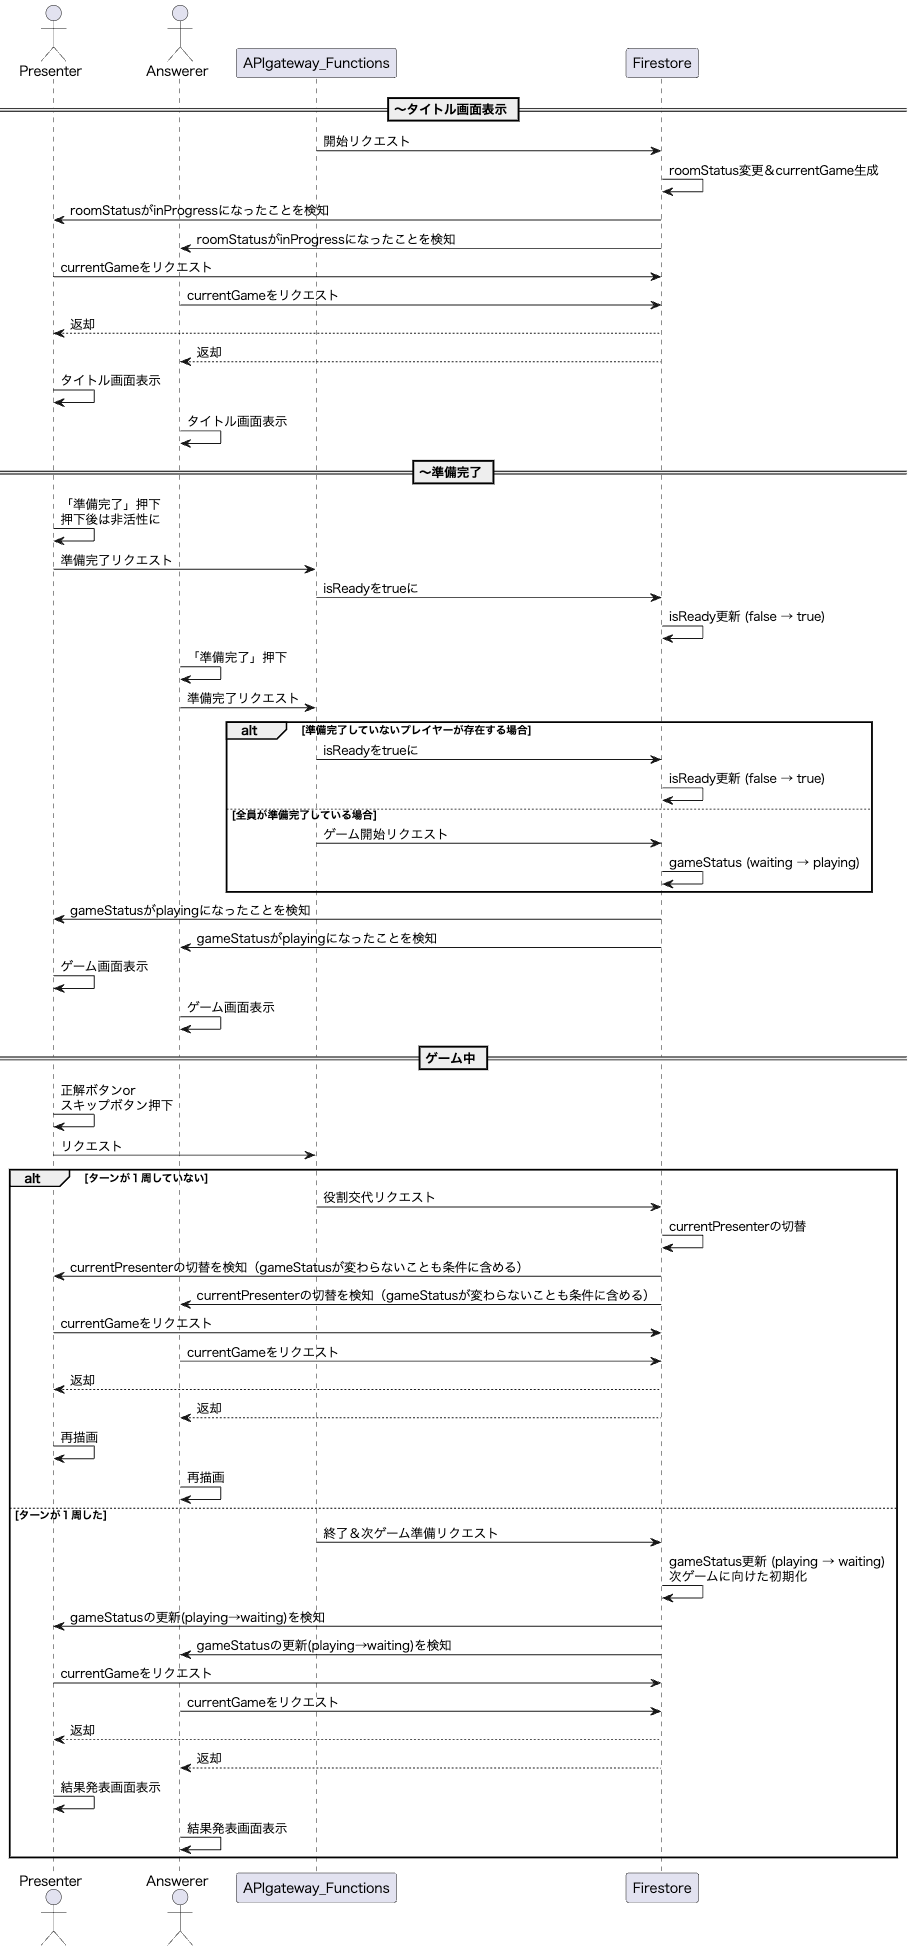 Presenter
Answerer
APIgateway_Functions
Firestore
～タイトル画面表示
開始リクエスト
roomStatus変更＆currentGame生成
roomStatusがinProgressになったことを検知
roomStatusがinProgressになったことを検知
currentGameをリクエスト
currentGameをリクエスト
返却
返却
タイトル画面表示
タイトル画面表示
～準備完了
「準備完了」押下
押下後は非活性に
準備完了リクエスト
isReadyをtrueに
isReady更新 (false → true)
「準備完了」押下
準備完了リクエスト
alt
[準備完了していないプレイヤーが存在する場合]
isReadyをtrueに
isReady更新 (false → true)
[全員が準備完了している場合]
ゲーム開始リクエスト
gameStatus (waiting → playing)
gameStatusがplayingになったことを検知
gameStatusがplayingになったことを検知
ゲーム画面表示
ゲーム画面表示
ゲーム中
正解ボタンor
スキップボタン押下
リクエスト
alt
[ターンが１周していない]
役割交代リクエスト
currentPresenterの切替
currentPresenterの切替を検知（gameStatusが変わらないことも条件に含める）
currentPresenterの切替を検知（gameStatusが変わらないことも条件に含める）
currentGameをリクエスト
currentGameをリクエスト
返却
返却
再描画
再描画
[ターンが１周した]
終了＆次ゲーム準備リクエスト
gameStatus更新 (playing → waiting)
次ゲームに向けた初期化
gameStatusの更新(playing→waiting)を検知
gameStatusの更新(playing→waiting)を検知
currentGameをリクエスト
currentGameをリクエスト
返却
返却
結果発表画面表示
結果発表画面表示
Presenter
Answerer
APIgateway_Functions
Firestore